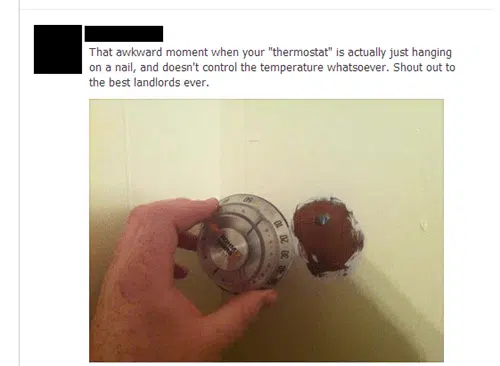 That awkward moment when your "thermostat" is actually just hanging
on a nail, and doesn't control the temperature whatsoever. Shout out to
the best landlords ever.